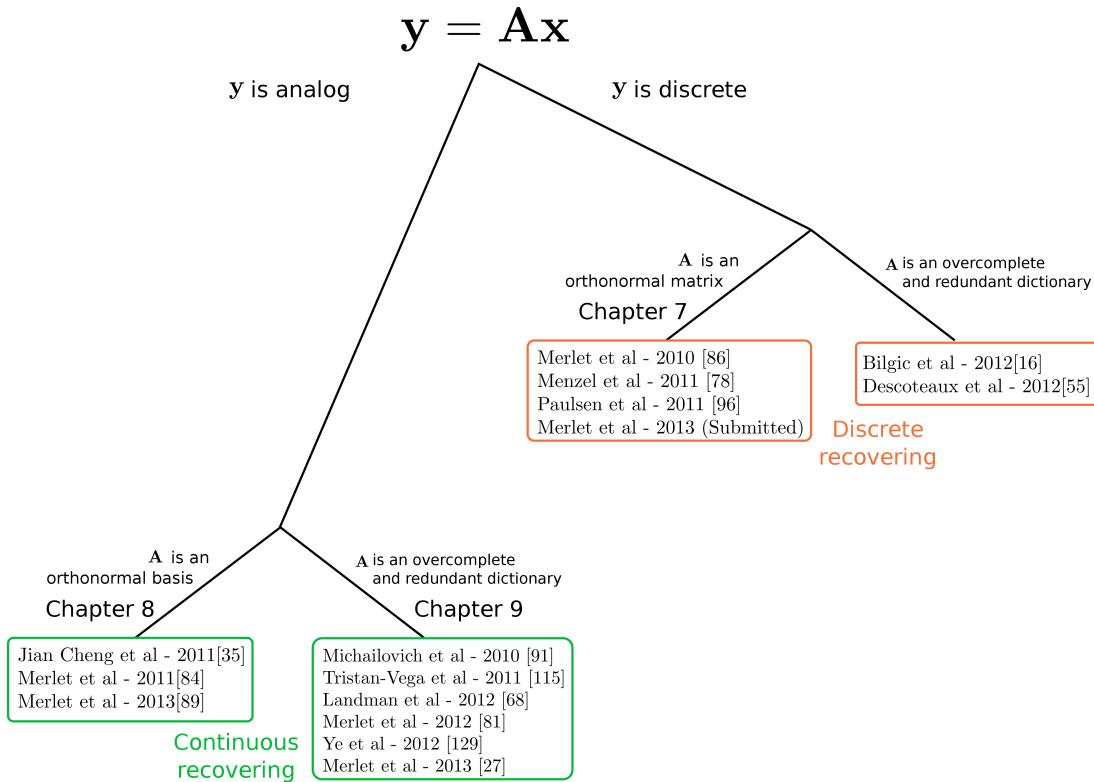 y = Ax
y is analog
y is discrete
A is an
orthonormal matrix
Chapter 7
A is an overcomplete
and redundant dictionary
Merlet et al - 2010 [86]
Menzel et al - 2011 [78]
Paulsen et al - 2011 [96]
Merlet et al - 2013 (Submitted)
Bilgic et al - 2012[16]
Descoteaux et al - 2012[55]
Discrete
recovering
A is an
orthonormal basis
Chapter 8
A is an overcomplete
and redundant dictionary
Chapter 9
Jian Cheng et al - 2011[35]
Merlet et al - 2011[84]
Merlet et al - 2013[89]
Michailovich et al - 2010 [91]
Tristan-Vega et al - 2011 [115]
Landman et al - 2012 [68]
Merlet et al - 2012 [81]
Ye et al - 2012 [129]
Merlet et al - 2013 [27]
Continuous
recovering